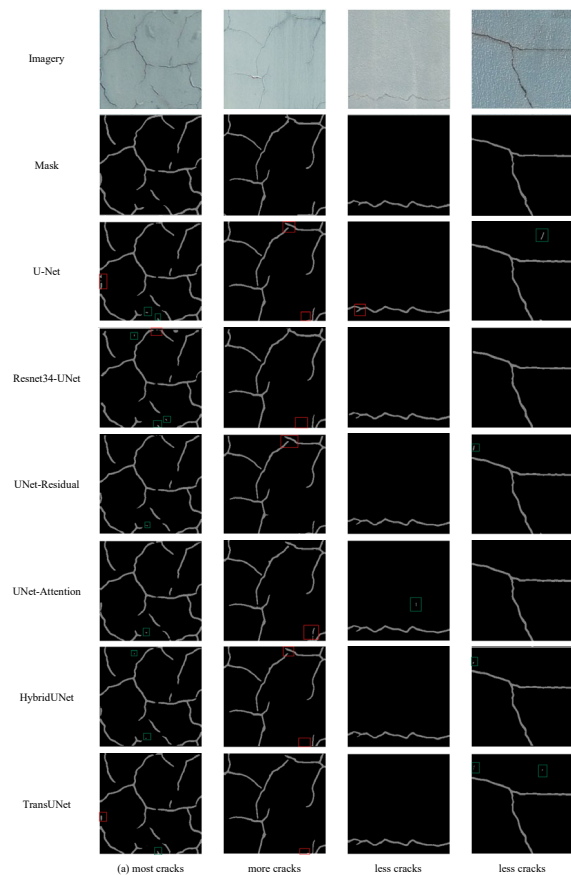 Imagery
Mask
U-Net
Resnet34-UNet
UNet-Residual
UNet-Attention
HybridUNet
TransUNet
(a) most cracks more cracks less cracks less cracks